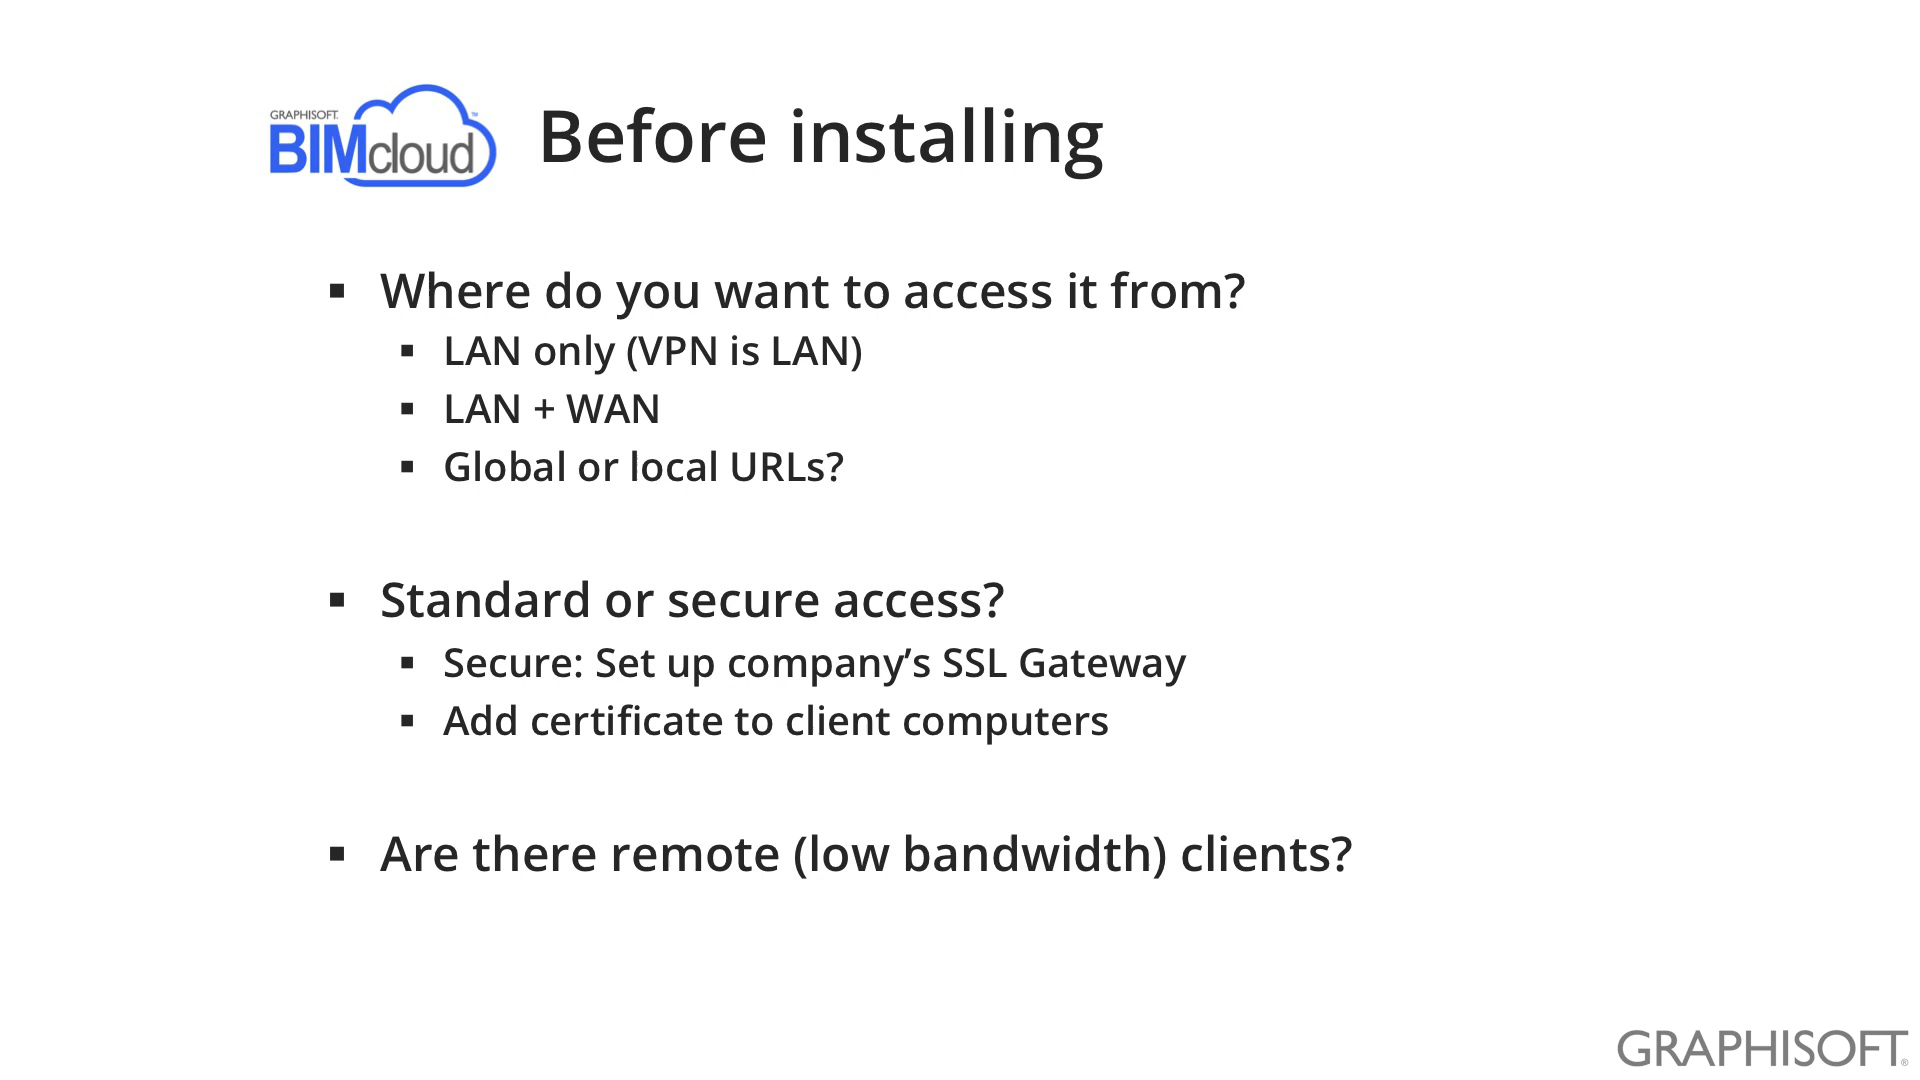 GRAPHISOFT.
BIMcloud™
Before installing
▪ Where do you want to access it from?
▪ LAN only (VPN is LAN)
▪ LAN + WAN
▪ Global or local URLs?
▪ Standard or secure access?
▪ Secure: Set up company’s SSL Gateway
▪ Add certificate to client computers
▪ Are there remote (low bandwidth) clients?
GRAPHISOFT®